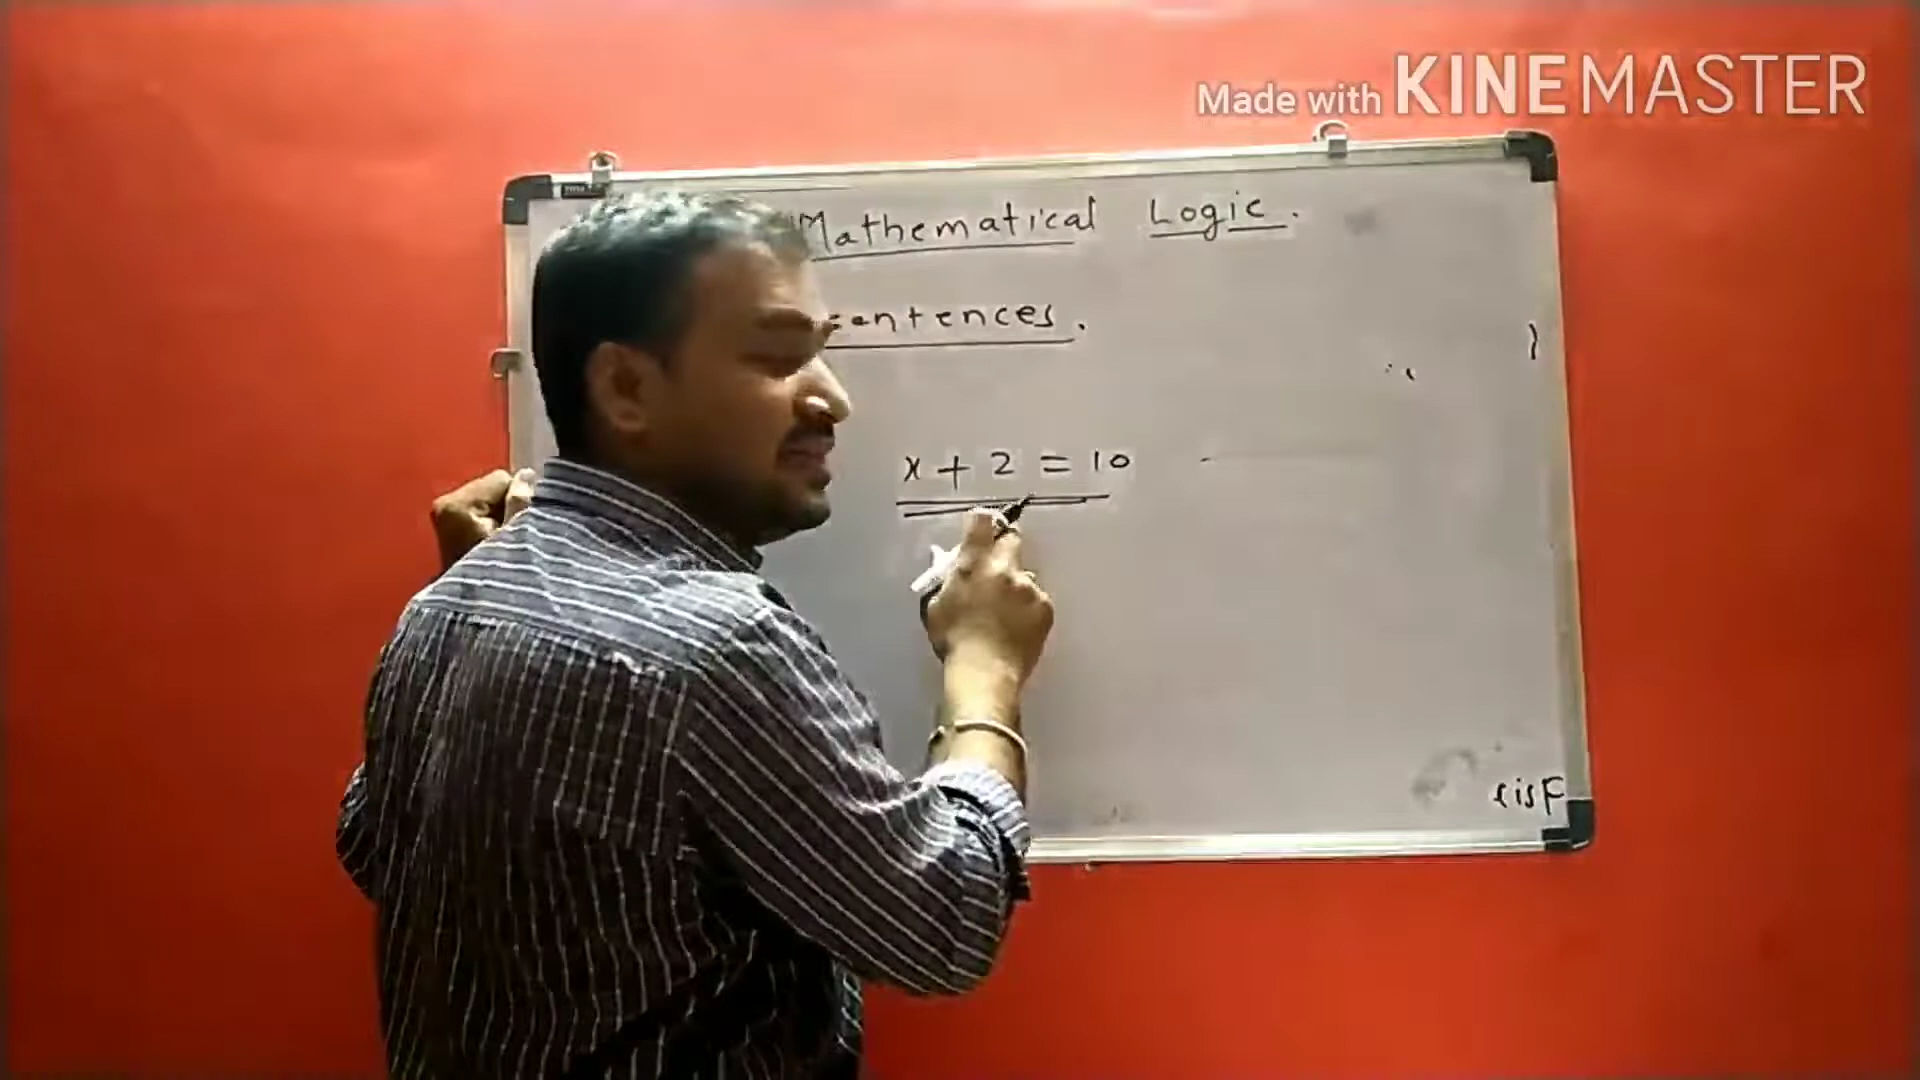 Made with KINEMASTER
Mathematical Logic.
sentences.
x + 2 = 10